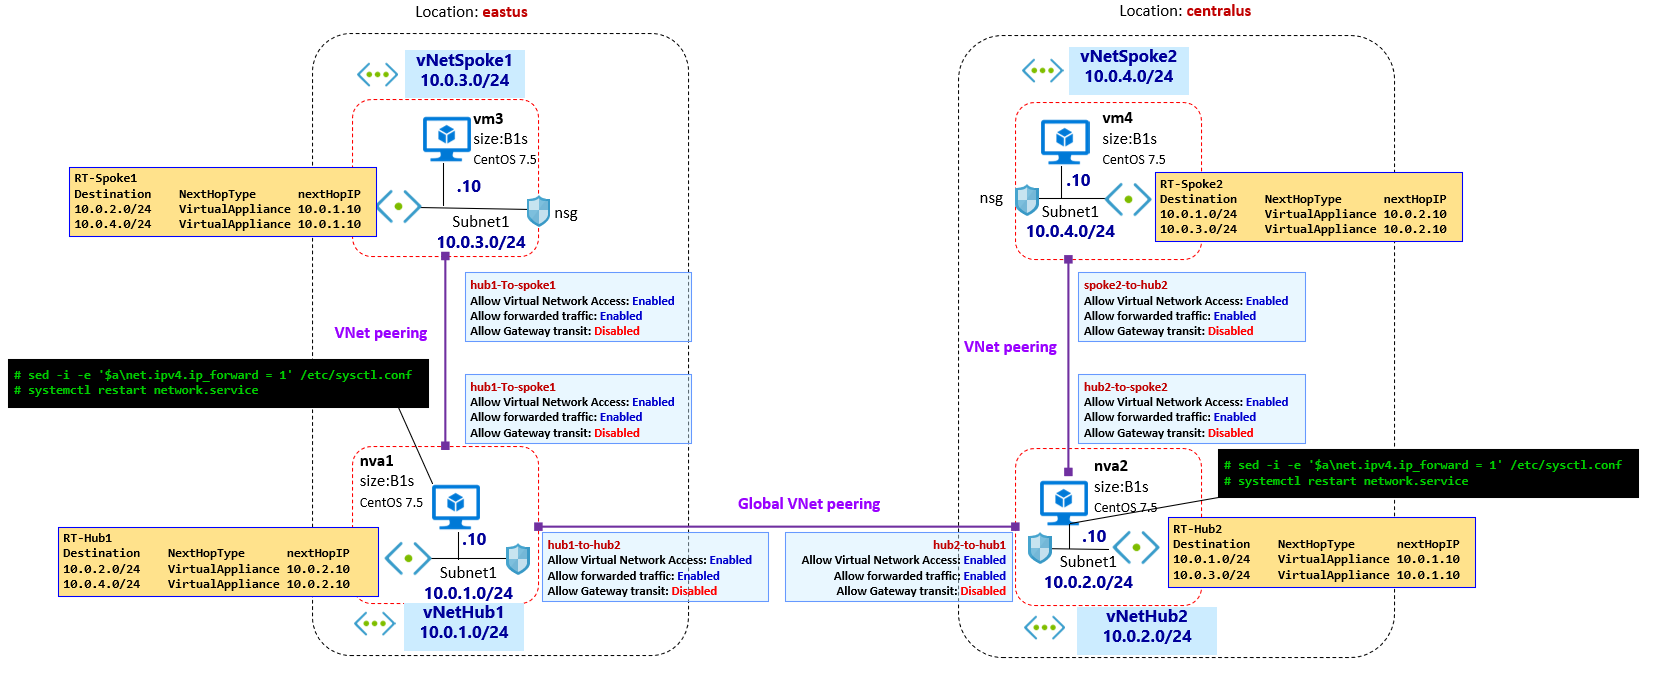 Location: eastus
vNetSpoke1
10.0.3.0/24
vm3
size:B1s
CentOS 7.5
.10
RT-Spoke1
Destination NextHopType nextHopIP
10.0.2.0/24 VirtualAppliance 10.0.1.10
10.0.4.0/24 VirtualAppliance 10.0.1.10
Subnet1
nsg
10.0.3.0/24
hub1-To-spoke1
Allow Virtual Network Access: Enabled
Allow forwarded traffic: Enabled
Allow Gateway transit: Disabled
VNet peering
# sed -i -e '$a\net.ipv4.ip_forward = 1' /etc/sysctl.conf
# systemctl restart network.service
hub1-To-spoke1
Allow Virtual Network Access: Enabled
Allow forwarded traffic: Enabled
Allow Gateway transit: Disabled
nva1
size:B1s
CentOS 7.5
.10
RT-Hub1
Destination NextHopType nextHopIP
10.0.2.0/24 VirtualAppliance 10.0.2.10
10.0.4.0/24 VirtualAppliance 10.0.2.10
Subnet1
10.0.1.0/24
vNetHub1
10.0.1.0/24
Global VNet peering
hub1-to-hub2
Allow Virtual Network Access: Enabled
Allow forwarded traffic: Enabled
Allow Gateway transit: Disabled
hub2-to-hub1
Allow Virtual Network Access: Enabled
Allow forwarded traffic: Enabled
Allow Gateway transit: Disabled
Location: centralus
vNetSpoke2
10.0.4.0/24
vm4
size:B1s
CentOS 7.5
.10
nsg
Subnet1
10.0.4.0/24
RT-Spoke2
Destination NextHopType nextHopIP
10.0.1.0/24 VirtualAppliance 10.0.2.10
10.0.3.0/24 VirtualAppliance 10.0.2.10
spoke2-to-hub2
Allow Virtual Network Access: Enabled
Allow forwarded traffic: Enabled
Allow Gateway transit: Disabled
VNet peering
hub2-to-spoke2
Allow Virtual Network Access: Enabled
Allow forwarded traffic: Enabled
Allow Gateway transit: Disabled
nva2
size:B1s
CentOS 7.5
# sed -i -e '$a\net.ipv4.ip_forward = 1' /etc/sysctl.conf
# systemctl restart network.service
.10
Subnet1
10.0.2.0/24
RT-Hub2
Destination NextHopType nextHopIP
10.0.1.0/24 VirtualAppliance 10.0.1.10
10.0.3.0/24 VirtualAppliance 10.0.1.10
vNetHub2
10.0.2.0/24